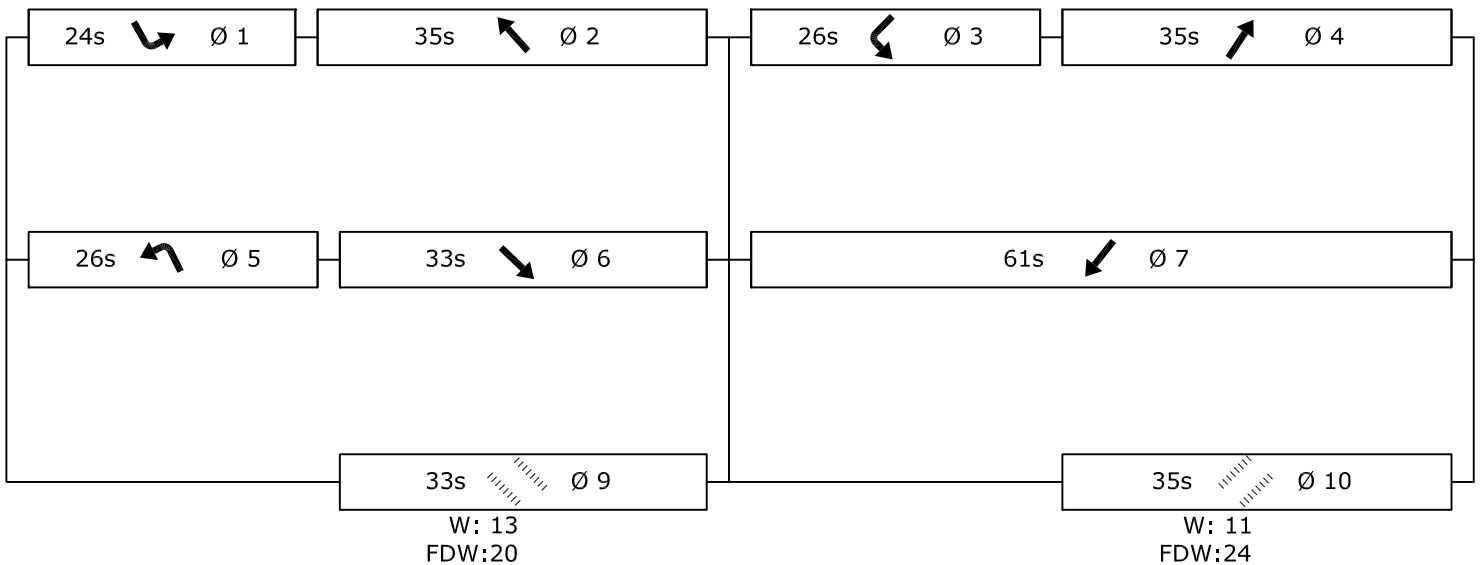 24s Ø 1
35s Ø 2
26s Ø 3
35s Ø 4
26s Ø 5
33s Ø 6
61s Ø 7
33s Ø 9
W: 13
FDW:20
35s Ø 10
W: 11
FDW:24